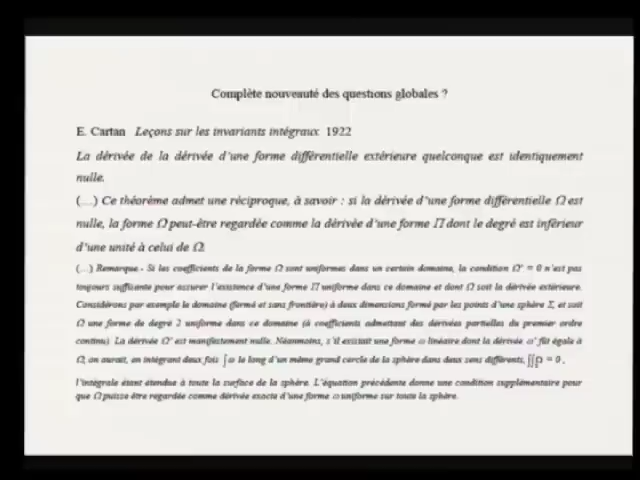 Complète nouveauté des questions globales ?
E. Cartan Leçons sur les invariants intégraux 1922
La dérivée de la dérivée d'une forme différentielle extérieure quelconque est identiquement
nulle.
(…) Ce théorème admet une réciproque, à savoir : si la dérivée d'une forme différentielle Ω est
nulle, la forme Ω peut-être regardée comme la dérivée d'une forme Π dont le degré est inférieur
d'une unité à celui de Ω.
(…) Remarque.- Si les coefficients de la forme Ω sont uniformes dans un certain domaine, la condition Ω' = 0 n'est pas
toujours suffisante pour assurer l'existence d'une forme Π uniforme dans ce domaine et dont Ω soit la dérivée extérieure.
Considérons par exemple le domaine (fermé et sans frontière) à deux dimensions formé par les points d'une sphère Σ, et soit
Ω une forme de degré 2 uniforme dans ce domaine (à coefficients admettant des dérivées partielles du premier ordre
continu). La dérivée Ω' est manifestement nulle. Néanmoins, s'il existait une forme ω linéaire dont la dérivée ω' fût égale à
Ω, on aurait, en intégrant deux fois ∫ω le long d'un même grand cercle de la sphère dans deux sens différents, ∬Ω = 0 ,
l'intégrale étant étendue à toute la surface de la sphère. L'équation précédente donne une condition supplémentaire pour
que Ω puisse être regardée comme dérivée exacte d'une forme ω uniforme sur toute la sphère.